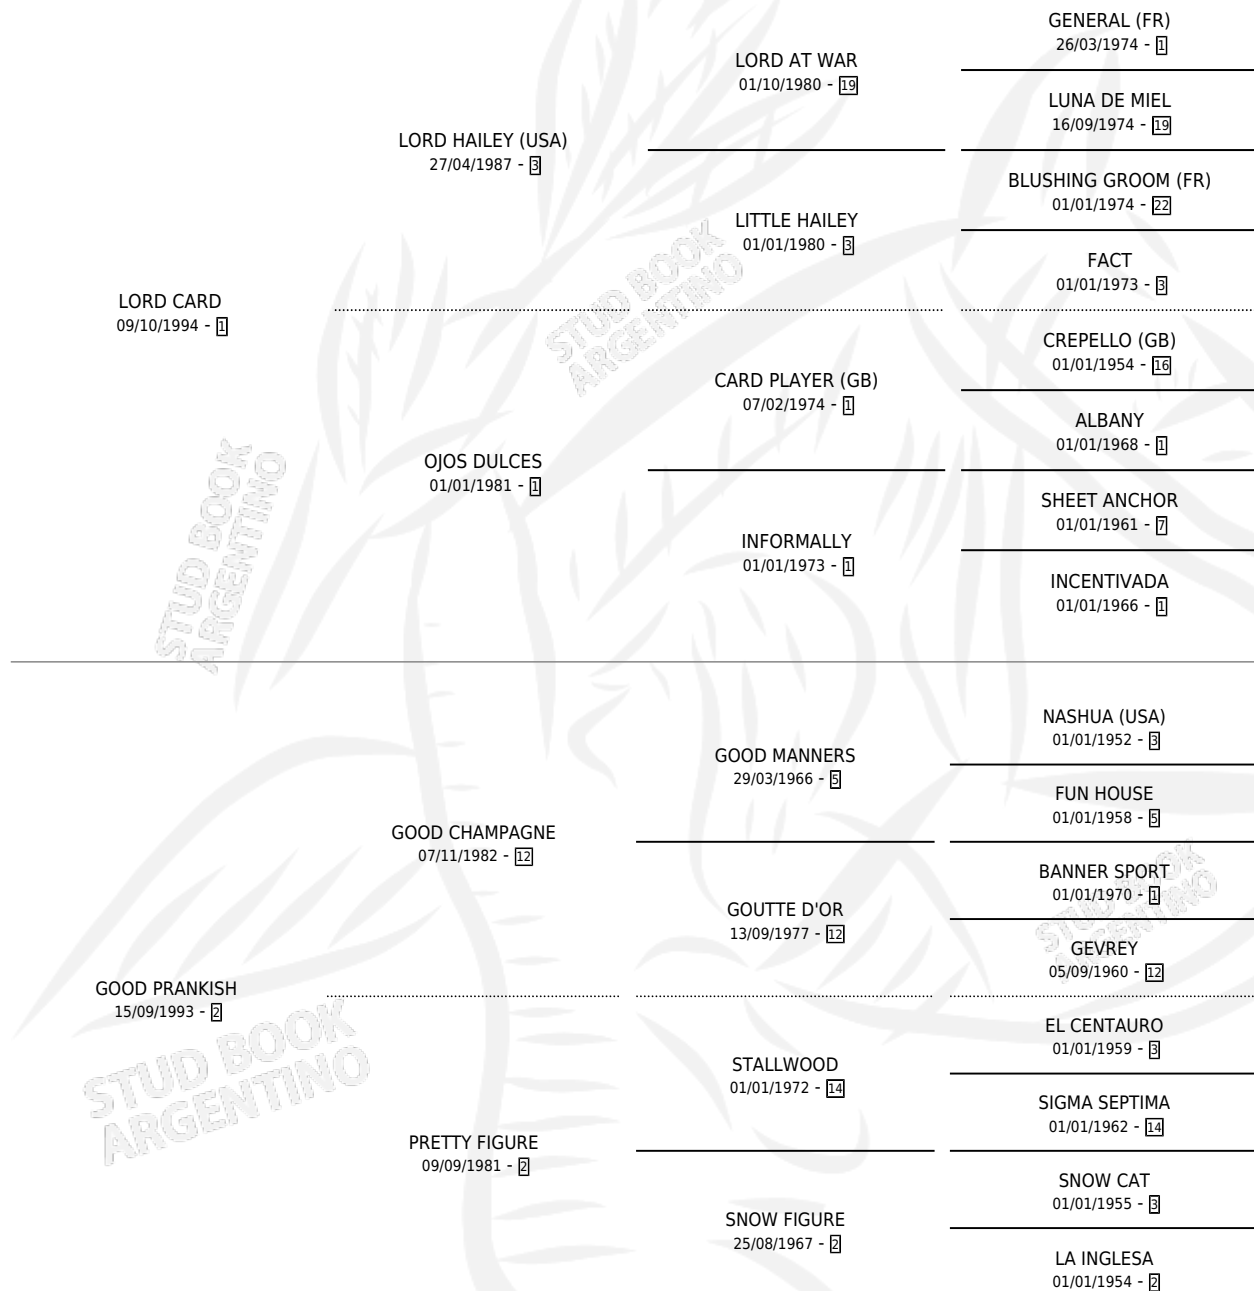 GENERAL (FR)
26/03/1974 - 1
LORD AT WAR
01/10/1980 - 19
LUNA DE MIEL
16/09/1974 - 19
LORD HAILEY (USA)
27/04/1987 - 3
BLUSHING GROOM (FR)
01/01/1974 - 22
LITTLE HAILEY
01/01/1980 - 3
FACT
01/01/1973 - 3
LORD CARD
09/10/1994 - 1
CREPELLO (GB)
01/01/1954 - 16
CARD PLAYER (GB)
07/02/1974 - 1
ALBANY
01/01/1968 - 1
OJOS DULCES
01/01/1981 - 1
SHEET ANCHOR
01/01/1961 - 7
INFORMALLY
01/01/1973 - 1
INCENTIVADA
01/01/1966 - 1
NASHUA (USA)
01/01/1952 - 3
GOOD MANNERS
29/03/1966 - 5
FUN HOUSE
01/01/1958 - 5
GOOD CHAMPAGNE
07/11/1982 - 12
BANNER SPORT
01/01/1970 - 1
GOUTTE D'OR
13/09/1977 - 12
GEVREY
05/09/1960 - 12
GOOD PRANKISH
15/09/1993 - 2
EL CENTAURO
01/01/1959 - 3
STALLWOOD
01/01/1972 - 14
SIGMA SEPTIMA
01/01/1962 - 14
PRETTY FIGURE
09/09/1981 - 2
SNOW CAT
01/01/1955 - 3
SNOW FIGURE
25/08/1967 - 2
LA INGLESA
01/01/1954 - 2
STUD BOOK
ARGENTINO
STUD BOOK
ARGENTINO
STUD BOOK
ARGENTINO
STUD BOOK
ARGENTINO